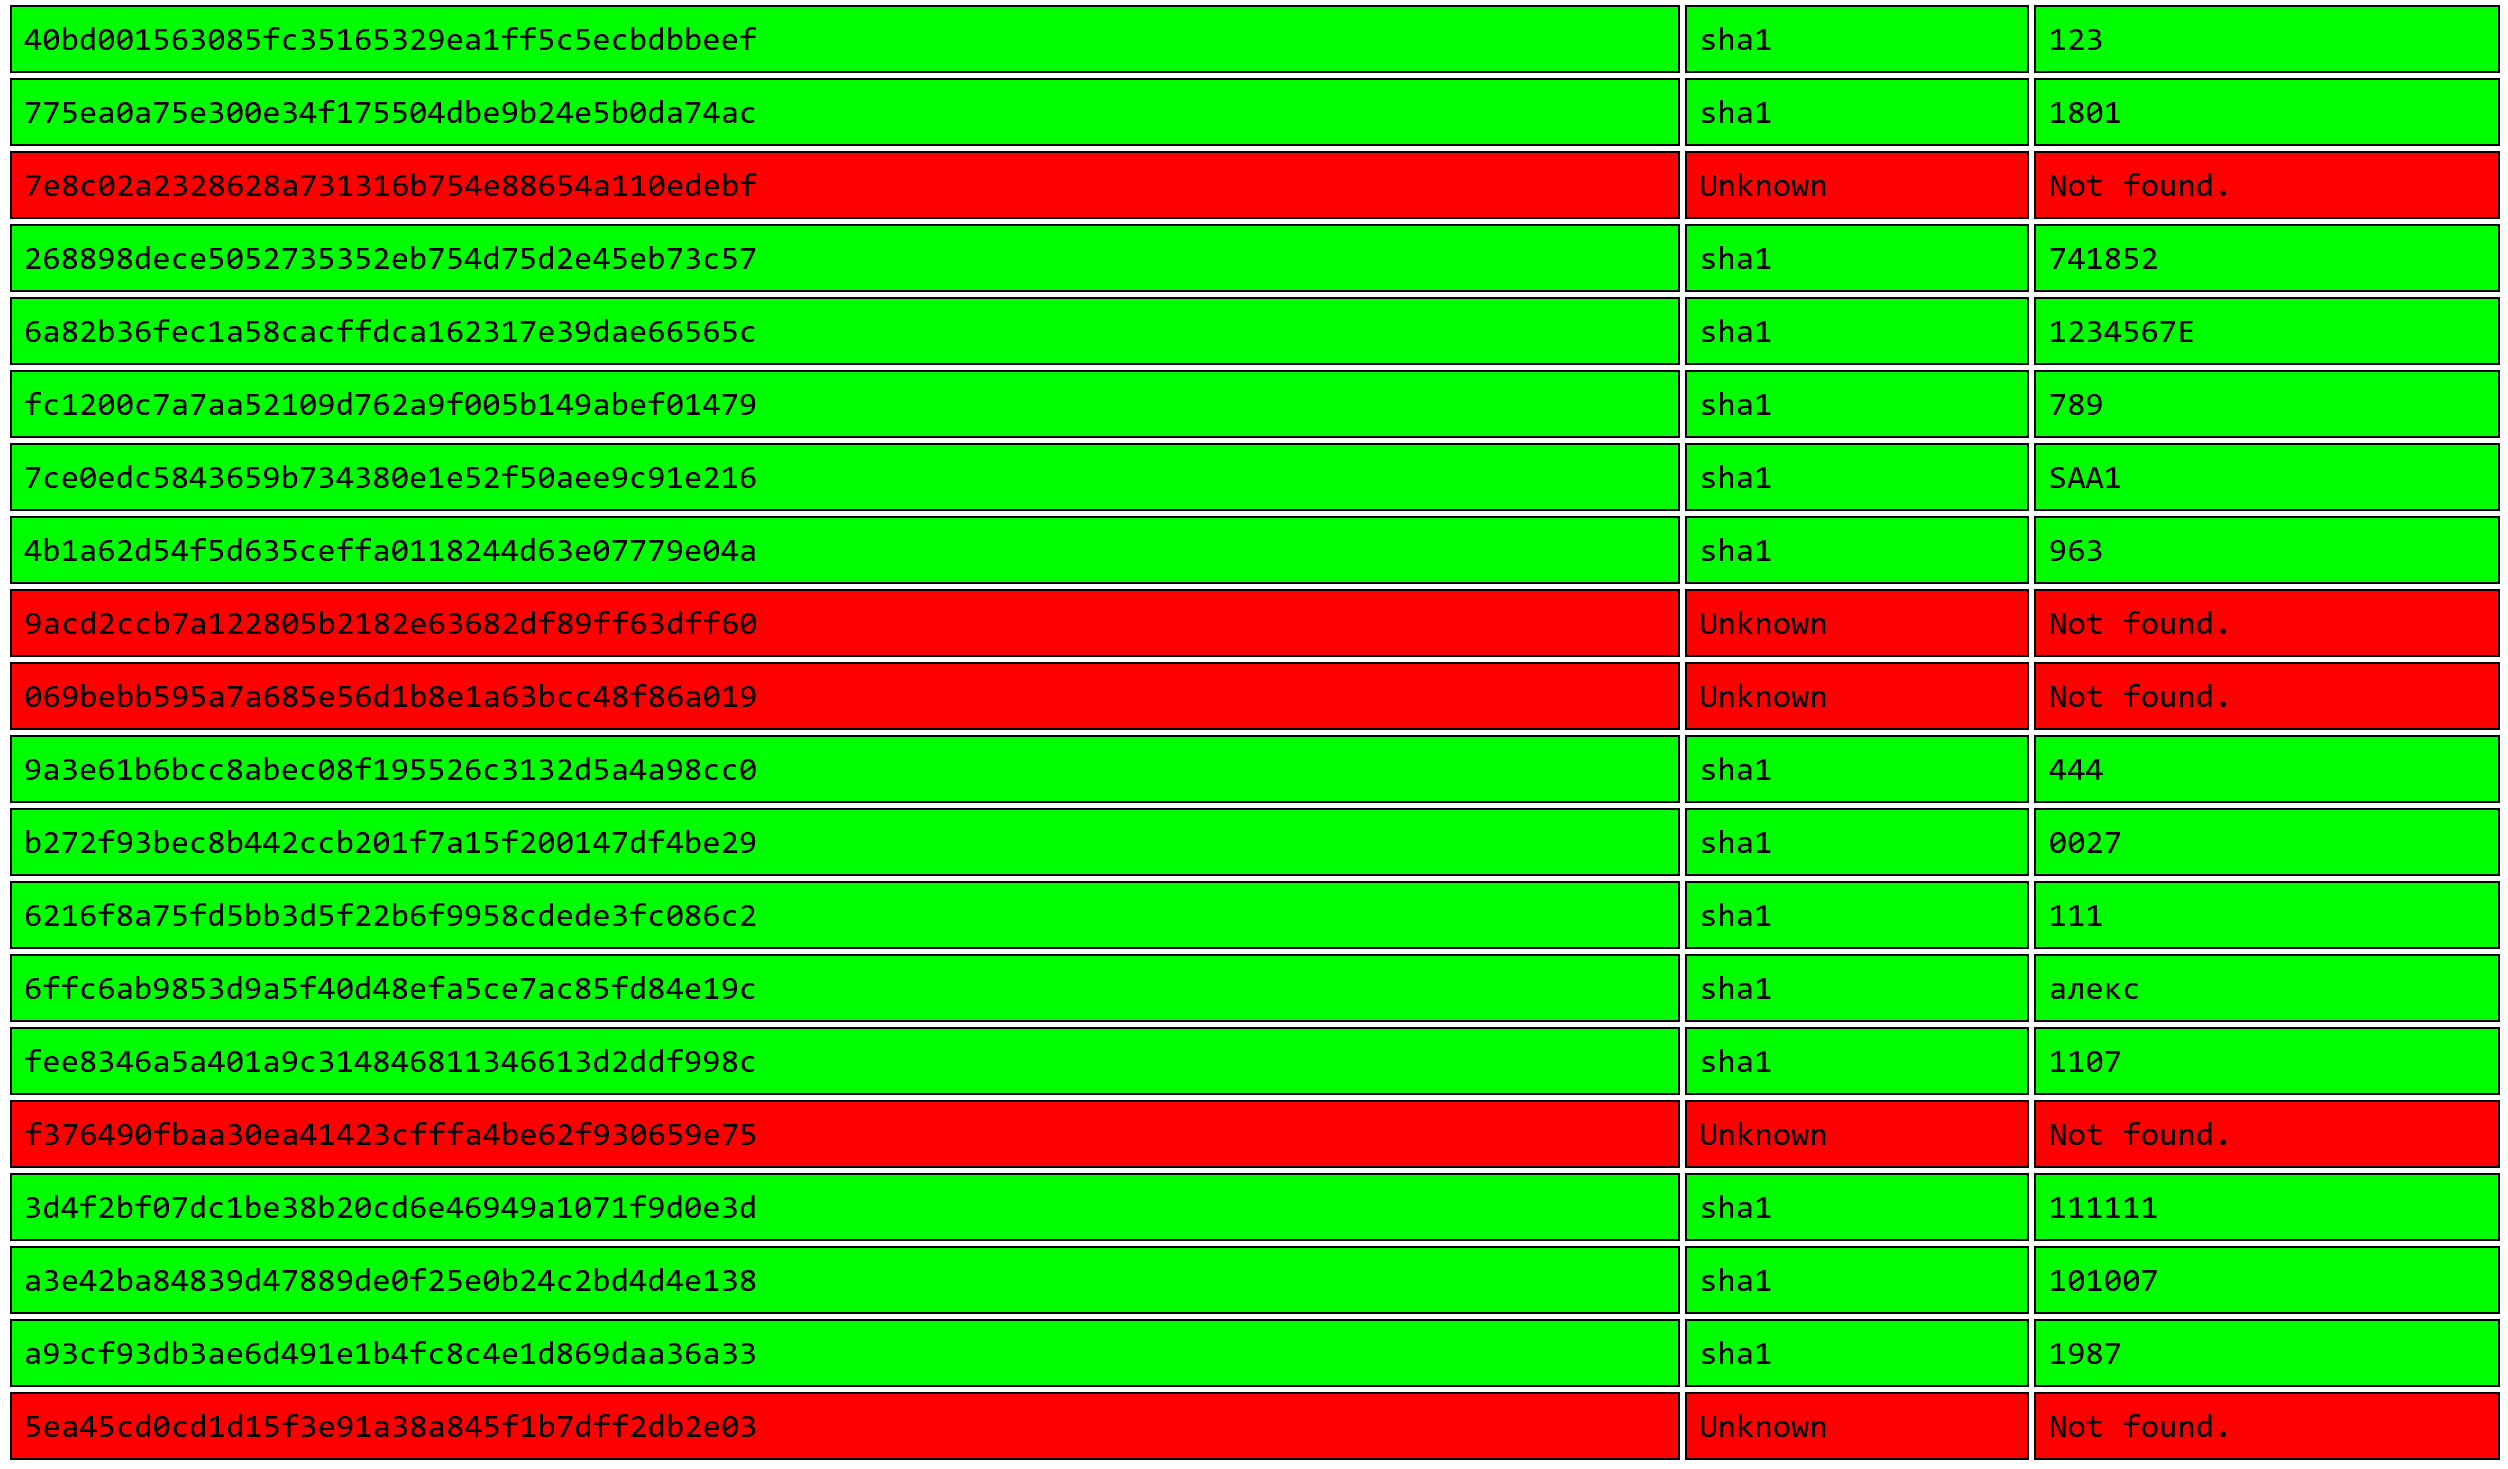 40bd001563085fc35165329ea1ff5c5ecbdbbeef sha1 123
775ea0a75e300e34f175504dbe9b24e5b0da74ac sha1 1801
7e8c02a2328628a731316b754e88654a110edebf Unknown Not found.
268898dece5052735352eb754d75d2e45eb73c57 sha1 741852
6a82b36fec1a58cacffdca162317e39dae66565c sha1 1234567E
fc1200c7a7aa52109d762a9f005b149abef01479 sha1 789
7ce0edc5843659b734380e1e52f50aee9c91e216 sha1 SAA1
4b1a62d54f5d635ceffa0118244d63e07779e04a sha1 963
9acd2ccb7a122805b2182e63682df89ff63dff60 Unknown Not found.
069bebb595a7a685e56d1b8e1a63bcc48f86a019 Unknown Not found.
9a3e61b6bcc8abec08f195526c3132d5a4a98cc0 sha1 444
b272f93bec8b442ccb201f7a15f200147df4be29 sha1 0027
6216f8a75fd5bb3d5f22b6f9958cdede3fc086c2 sha1 111
6ffc6ab9853d9a5f40d48efa5ce7ac85fd84e19c sha1 алекс
fee8346a5a401a9c314846811346613d2ddf998c sha1 1107
f376490fbaa30ea41423cfffa4be62f930659e75 Unknown Not found.
3d4f2bf07dc1be38b20cd6e46949a1071f9d0e3d sha1 111111
a3e42ba84839d47889de0f25e0b24c2bd4d4e138 sha1 101007
a93cf93db3ae6d491e1b4fc8c4e1d869daa36a33 sha1 1987
5ea45cd0cd1d15f3e91a38a845f1b7dff2db2e03 Unknown Not found.